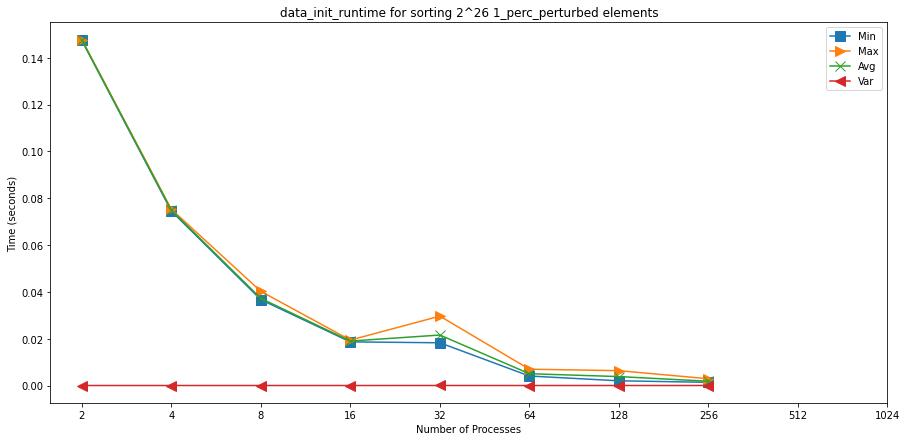 data_init_runtime for sorting 2^26 1_perc_perturbed elements
Min
Max
Avg
Var
0.14
0.12
0.10
0.08
0.06
0.04
0.02
0.00
Time (seconds)
2 4 8 16 32 64 128 256 512 1024
Number of Processes